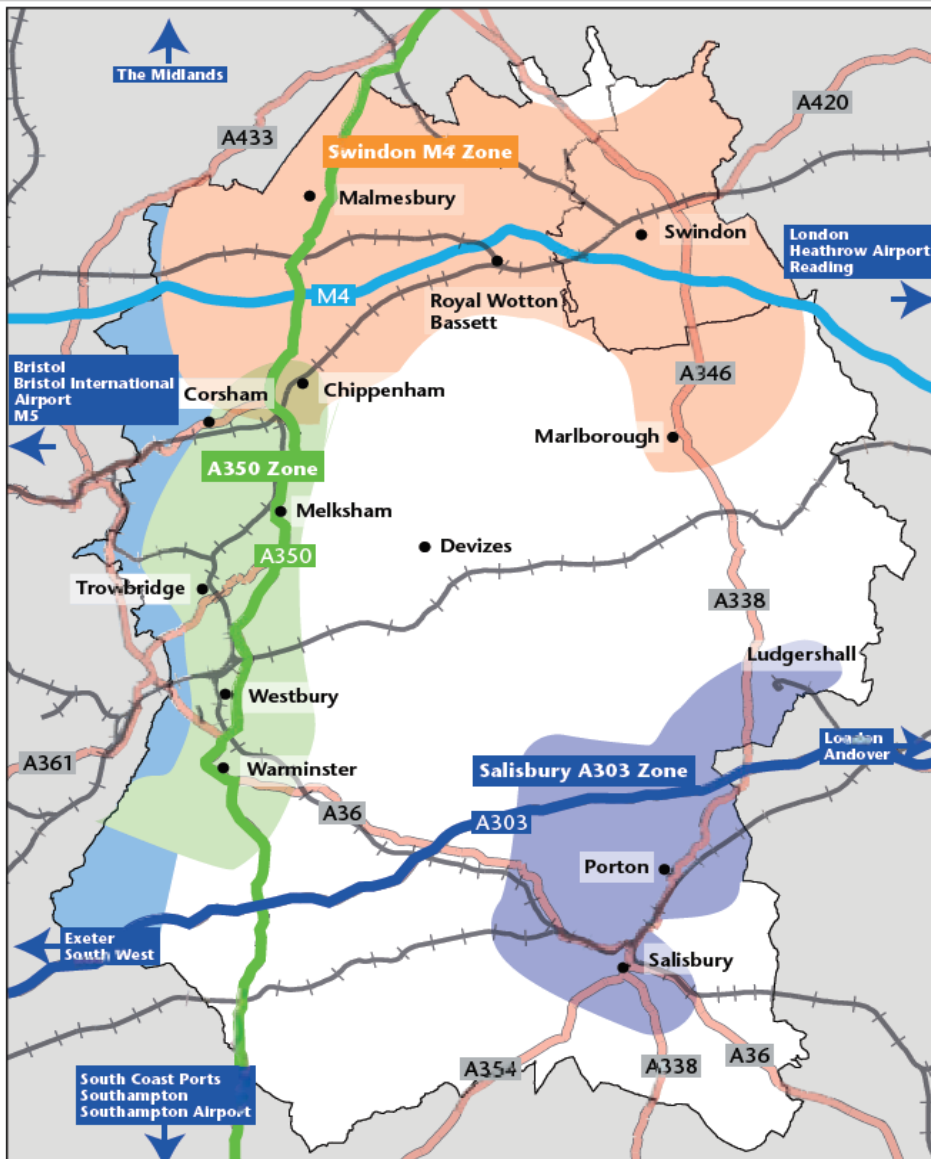 The Midlands
A433
A420
Swindon M4 Zone
Malmesbury
Swindon
London
Heathrow Airport
Reading
M4
Royal Wotton
Bassett
Bristol
Bristol International
Airport
M5
Corsham
Chippenham
A346
Marlborough
A350 Zone
Melksham
Devizes
A350
Trowbridge
A338
Ludgershall
Westbury
London
Andover
A361
Warminster
Salisbury A303 Zone
A36
A303
Porton
Exeter
South West
Salisbury
A354
A338
A36
South Coast Ports
Southampton
Southampton Airport